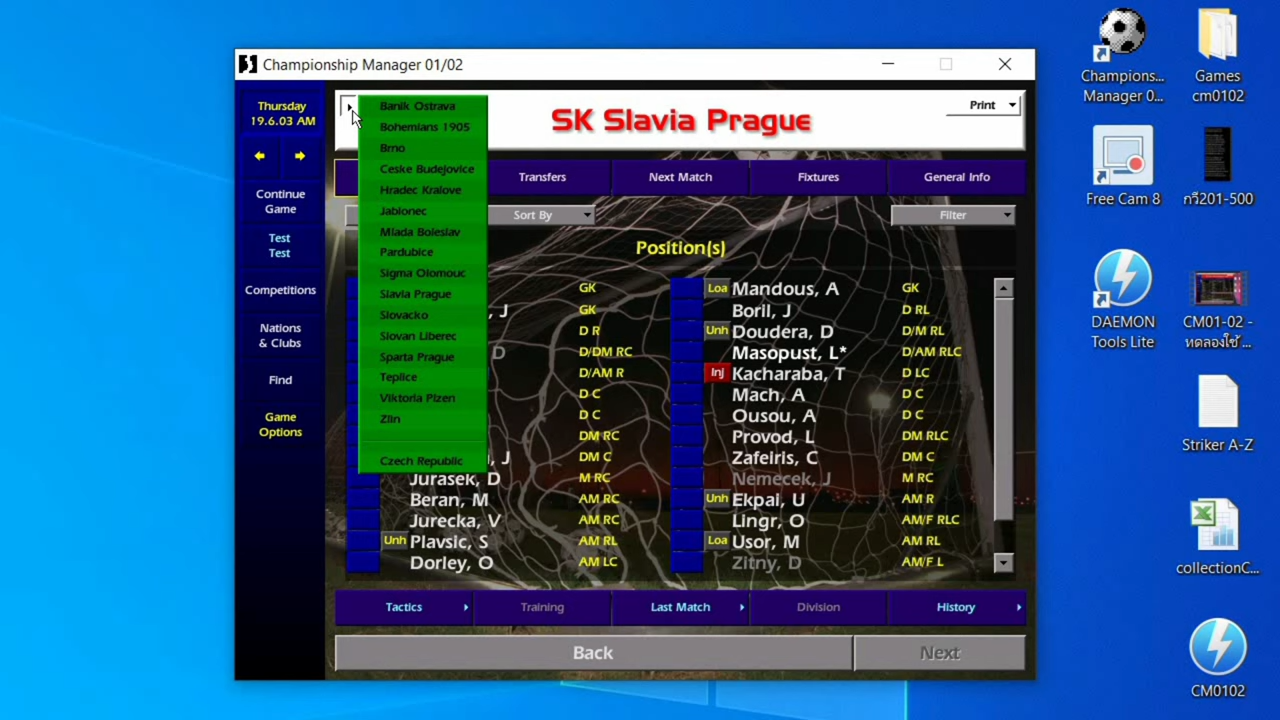 Championship Manager 01/02
Thursday
19.6.03 AM
Continue
Game
Test
Test
Competitions
Nations
& Clubs
Find
Game
Options
Banik Ostrava
Bohemians 1905
Brno
Ceske Budejovice
Hradec Kralove
Jablonec
Mlada Boleslav
Pardubice
Sigma Olomouc
Slavia Prague
Slovacko
Slovan Liberec
Sparta Prague
Teplice
Viktoria Plzen
Zlin
Czech Republic
SK Slavia Prague
Print
Transfers
Next Match
Fixtures
General Info
Sort By
Filter
Position(s)
GK
, J GK
D R
D D/DM RC
D/AM R
D C
D C
DM RC
, J DM C
Jurasek, D M RC
Beran, M AM RC
Jurecka, V AM RC
Unh Plavsic, S AM RL
Dorley, O AM LC
Loa Mandous, A GK
Boril, J D RL
Unh Doudera, D D/M RL
Masopust, L* D/AM RLC
Inj Kacharaba, T D LC
Mach, A D C
Ousou, A D C
Provod, L DM RLC
Zafeiris, C DM C
Nemecek, J M RC
Unh Ekpai, U AM R
Lingr, O AM/F RLC
Loa Usor, M AM RL
Zitny, D AM/F L
Tactics
Training
Last Match
Division
History
Back
Next
Champions...
Manager 0...
Games
cm0102
Free Cam 8
กวี201-500
DAEMON
Tools Lite
CM01-02 -
ทดลองใช้ ...
Striker A-Z
collectionC...
CM0102